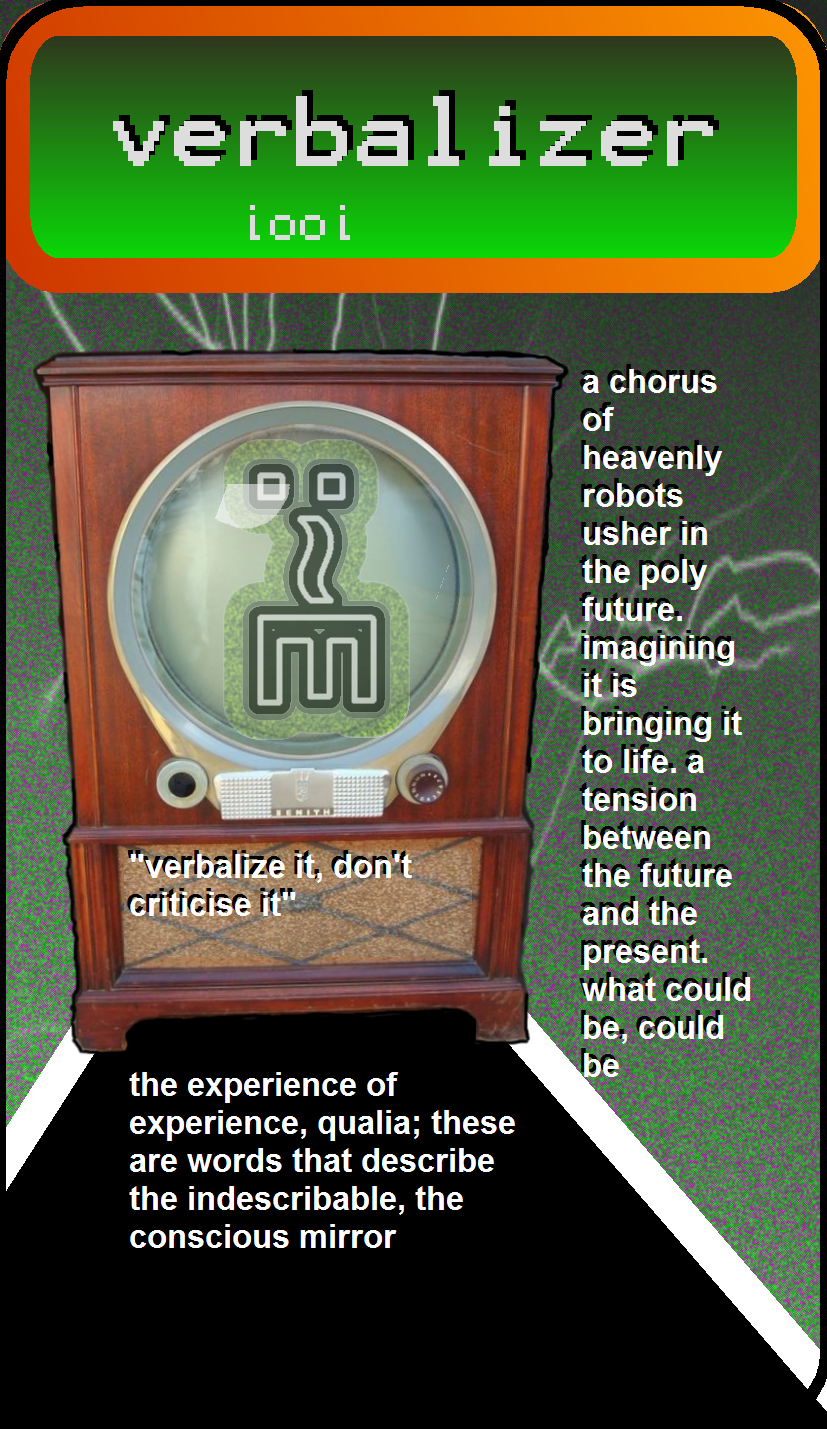 verbalizer
iooi
a chorus
of
heavenly
robots
usher in
the poly
future.
imagining
it is
bringing it
to life. a
tension
between
the future
and the
present.
what could
be, could
be
ZENITH
"verbalize it, don't
criticise it"
the experience of
experience, qualia; these
are words that describe
the indescribable, the
conscious mirror